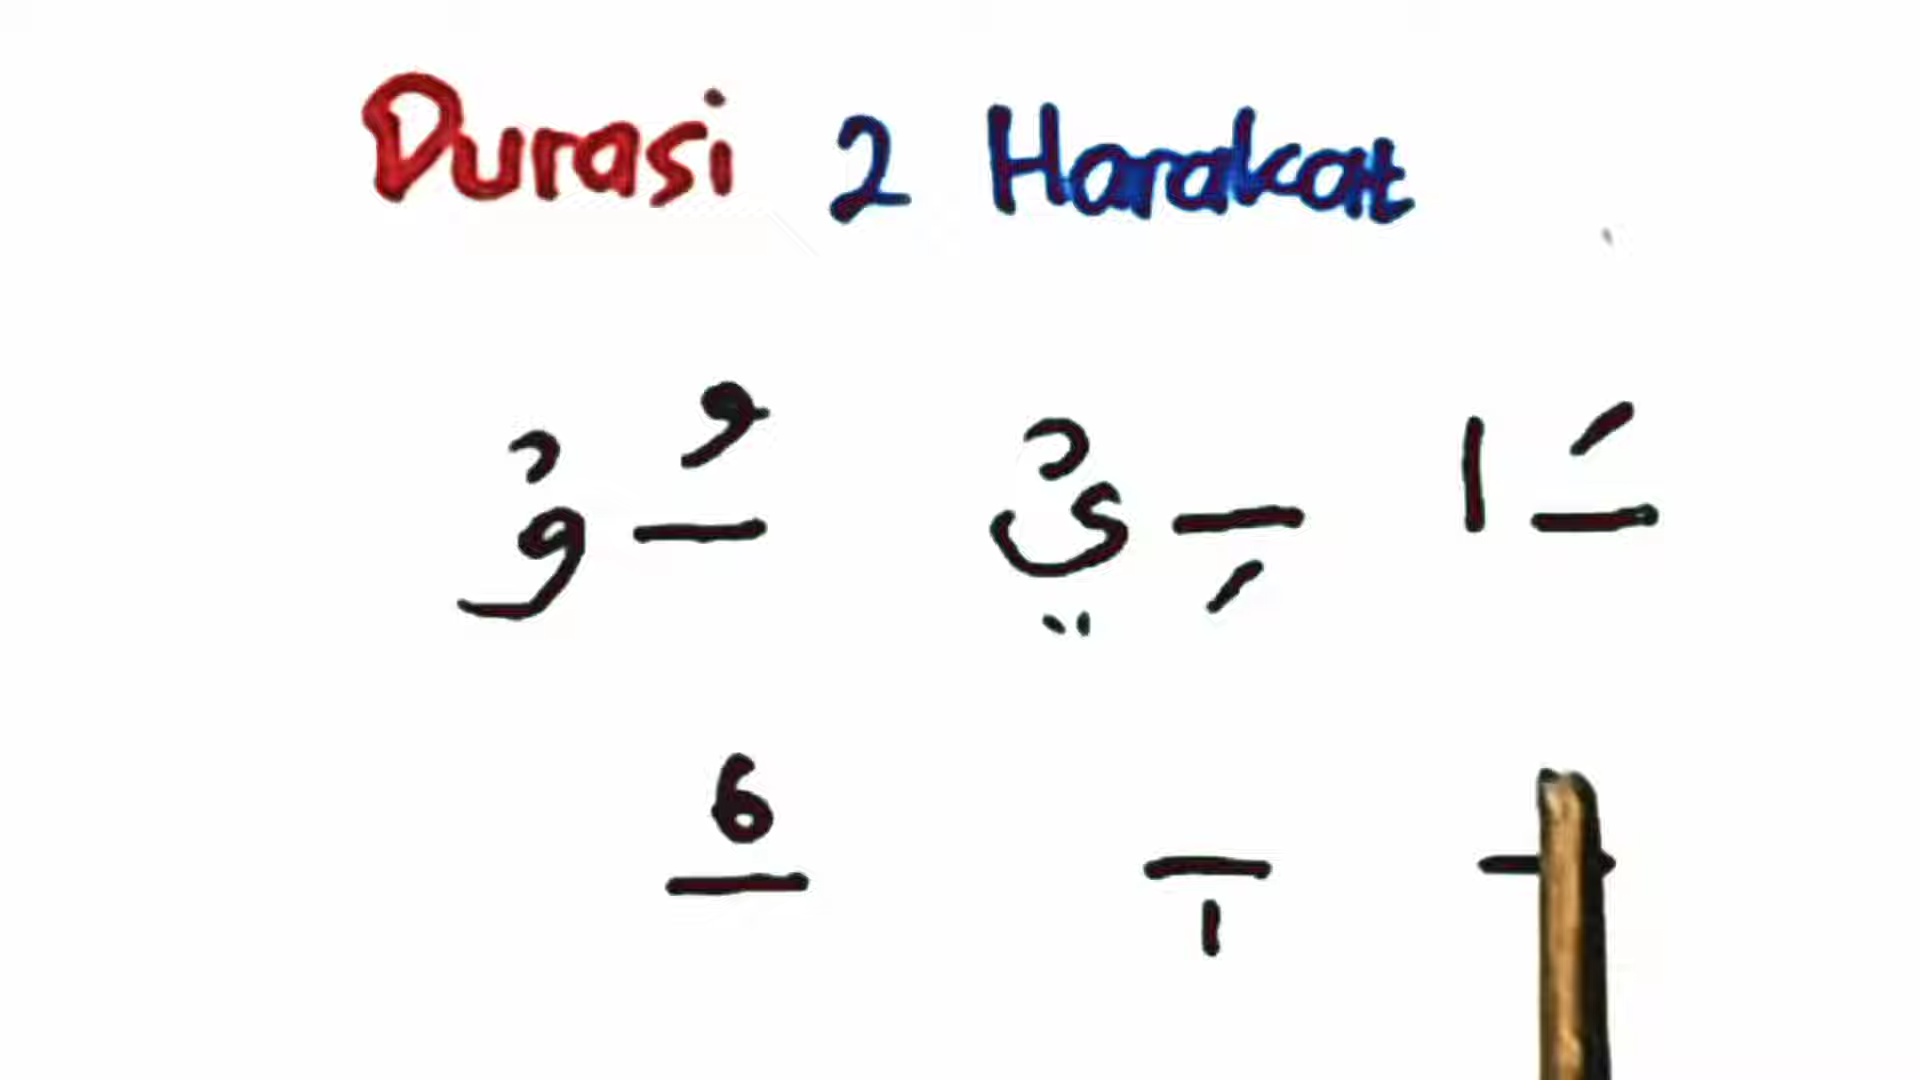 Durasi 2 Harakat
ـَ ا ـِ يْ ـُ وْ
ـٖ ـٗ